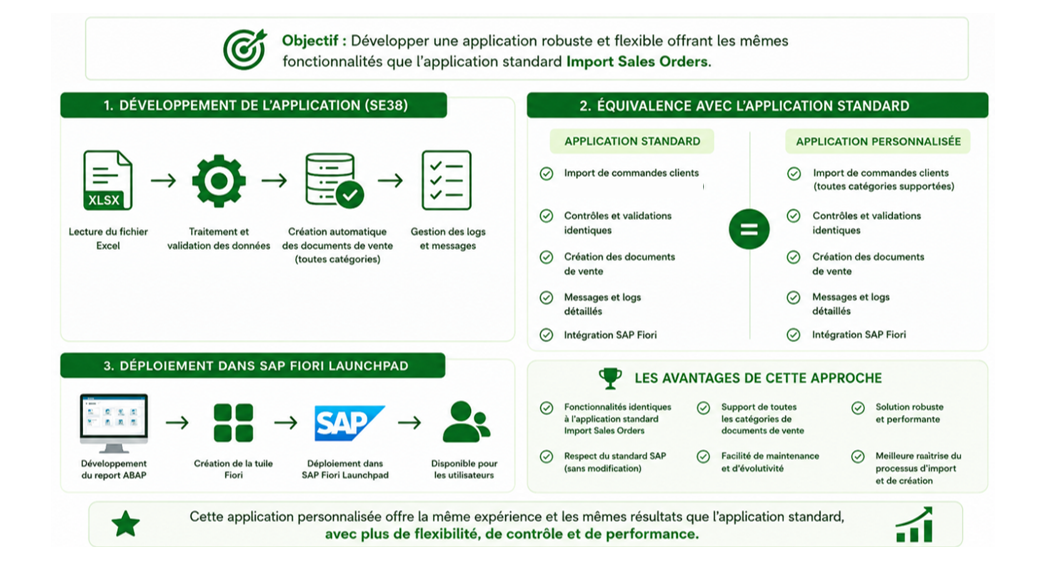 Objectif : Développer une application robuste et flexible offrant les mêmes
fonctionnalités que l'application standard Import Sales Orders.
1. DÉVELOPPEMENT DE L'APPLICATION (SE38)
XLSX
Lecture du fichier
Excel
Traitement et
validation des données
Création automatique
des documents de vente
(toutes catégories)
Gestion des logs
et messages
2. ÉQUIVALENCE AVEC L'APPLICATION STANDARD
APPLICATION STANDARD
Import de commandes clients
Contrôles et validations
identiques
Création des documents
de vente
Messages et logs
détaillés
Intégration SAP Fiori
=
APPLICATION PERSONNALISÉE
Import de commandes clients
(toutes catégories supportées)
Contrôles et validations
identiques
Création des documents
de vente
Messages et logs
détaillés
Intégration SAP Fiori
3. DÉPLOIEMENT DANS SAP FIORI LAUNCHPAD
Développement
du report ABAP
Création de la tuile
Fiori
SAP
Déploiement dans
SAP Fiori Launchpad
Disponible pour
les utilisateurs
LES AVANTAGES DE CETTE APPROCHE
Fonctionnalités identiques
à l'application standard
Import Sales Orders
Support de toutes
les catégories de
documents de vente
Solution robuste
et performante
Respect du standard SAP
(sans modification)
Facilité de maintenance
et d'évolutivité
Meilleure maîtrise du
processus d'import
et de création
Cette application personnalisée offre la même expérience et les mêmes résultats que l'application standard,
avec plus de flexibilité, de contrôle et de performance.